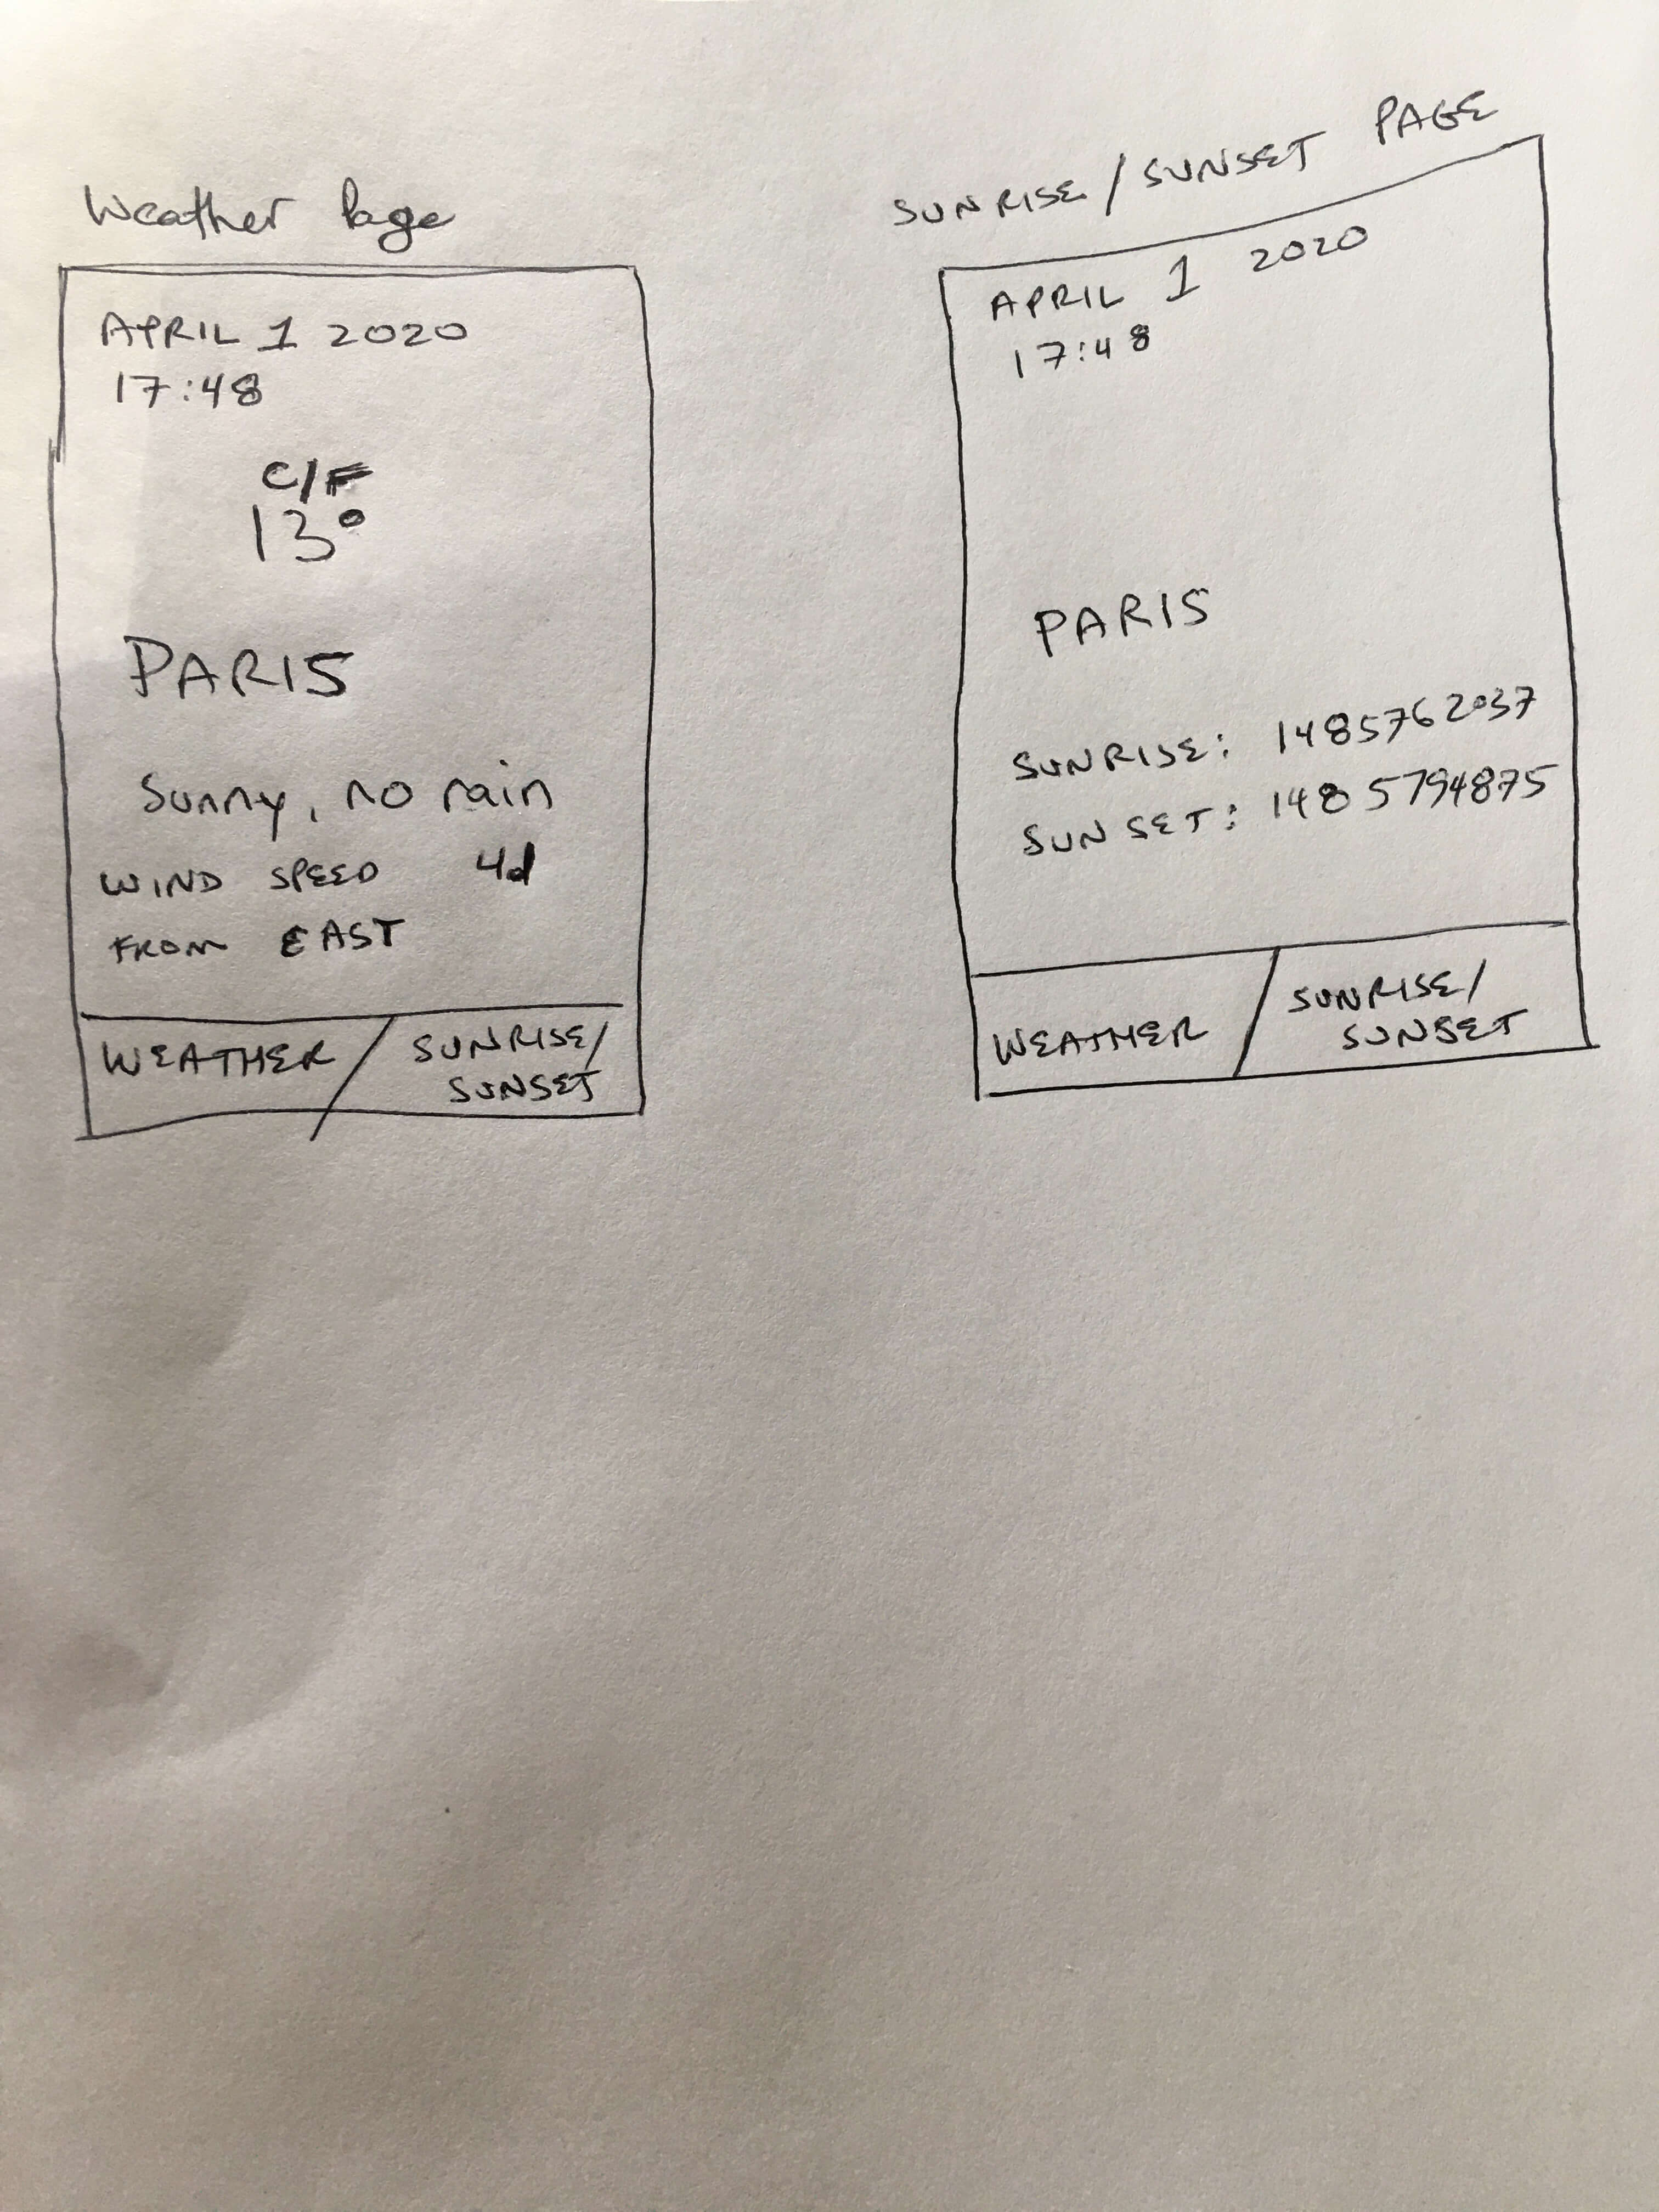 Weather Page
APRIL 1 2020
17:48
C/F
13°
PARIS
Sunny, no rain
WIND SPEED 4d
FROM EAST
WEATHER / SUNRISE/
SUNSET
SUNRISE/SUNSET PAGE
APRIL 1 2020
17:48
PARIS
SUNRISE: 1485762037
SUNSET: 1485794875
WEATHER / SUNRISE/
SUNSET